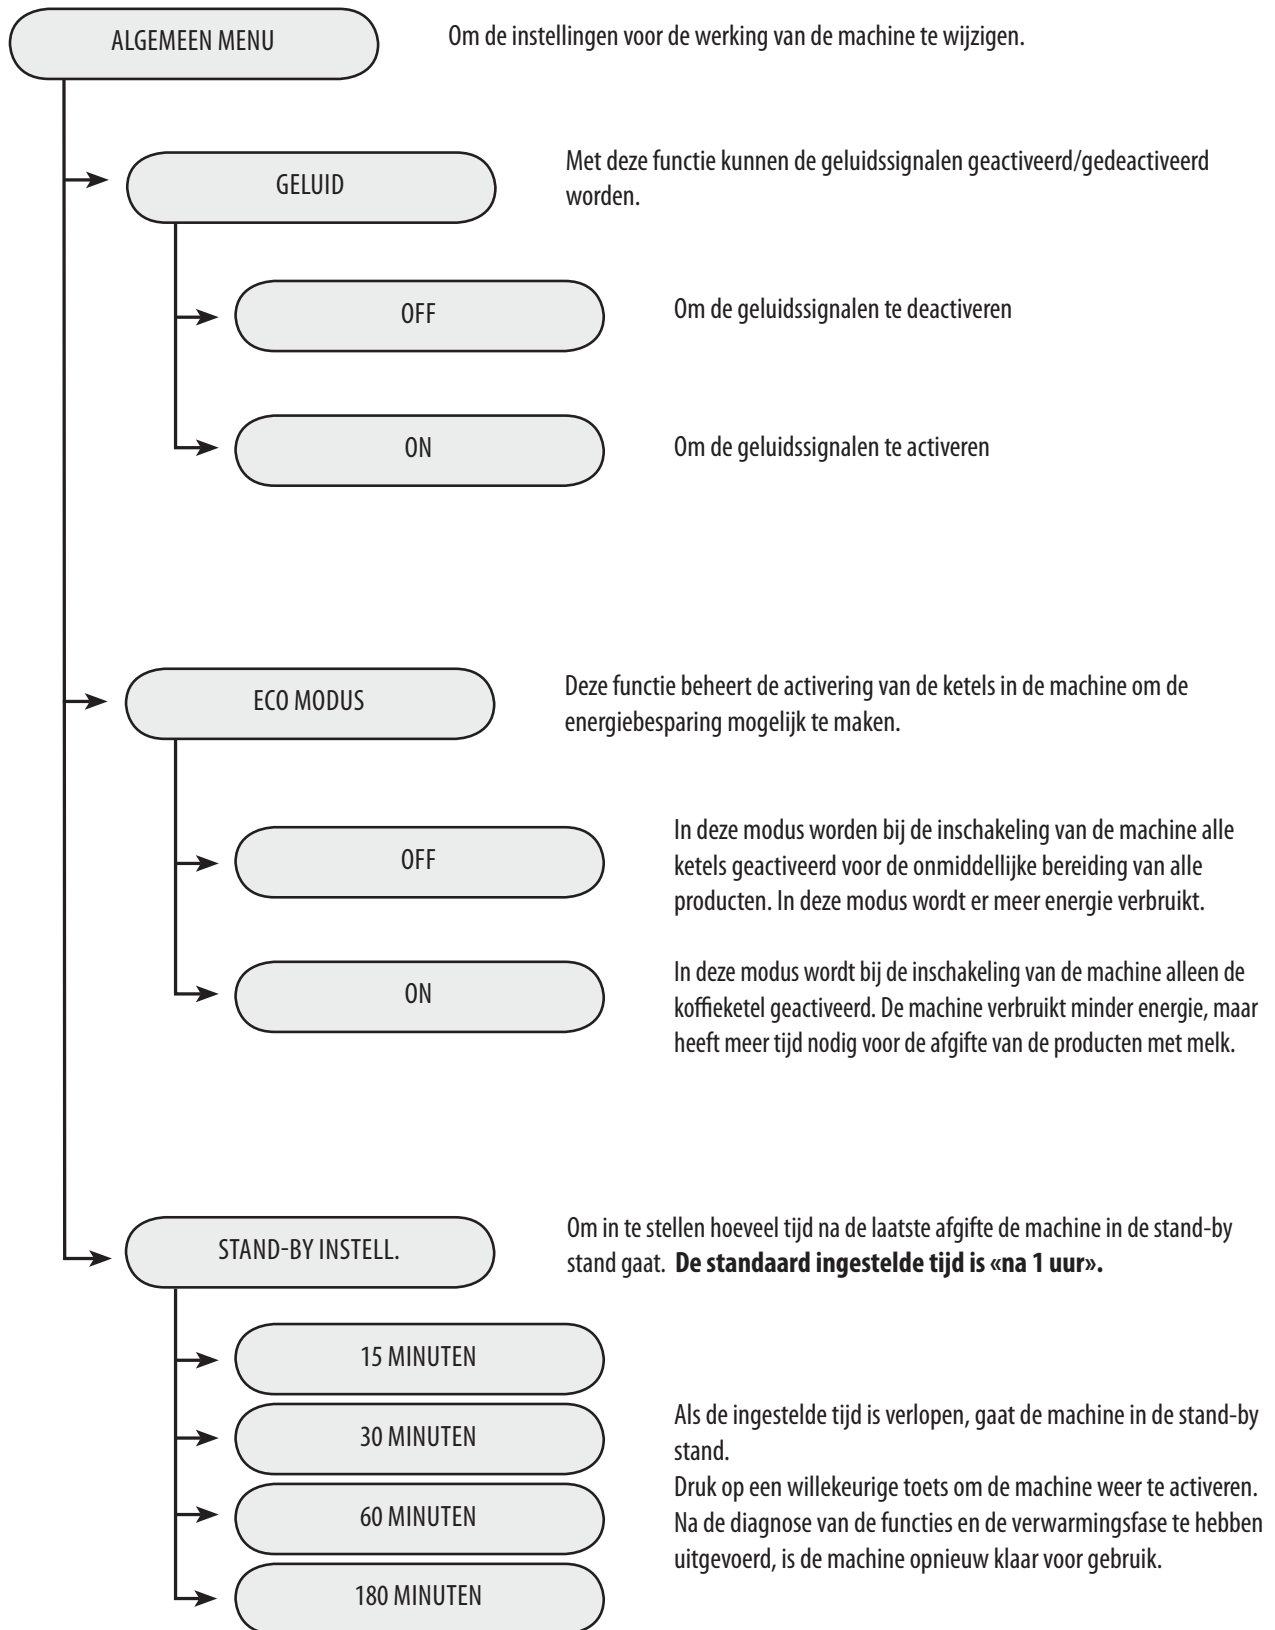 ALGEMEEN MENU
Om de instellingen voor de werking van de machine te wijzigen.
GELUID
Met deze functie kunnen de geluidssignalen geactiveerd/gedeactiveerd
worden.
OFF
Om de geluidssignalen te deactiveren
ON
Om de geluidssignalen te activeren
ECO MODUS
Deze functie beheert de activering van de ketels in de machine om de
energiebesparing mogelijk te maken.
OFF
In deze modus worden bij de inschakeling van de machine alle
ketels geactiveerd voor de onmiddellijke bereiding van alle
producten. In deze modus wordt er meer energie verbruikt.
ON
In deze modus wordt bij de inschakeling van de machine alleen de
koffieketel geactiveerd. De machine verbruikt minder energie, maar
heeft meer tijd nodig voor de afgifte van de producten met melk.
STAND-BY INSTELL.
Om in te stellen hoeveel tijd na de laatste afgifte de machine in de stand-by
stand gaat. De standaard ingestelde tijd is «na 1 uur».
15 MINUTEN
30 MINUTEN
60 MINUTEN
180 MINUTEN
Als de ingestelde tijd is verlopen, gaat de machine in de stand-by
stand.
Druk op een willekeurige toets om de machine weer te activeren.
Na de diagnose van de functies en de verwarmingsfase te hebben
uitgevoerd, is de machine opnieuw klaar voor gebruik.